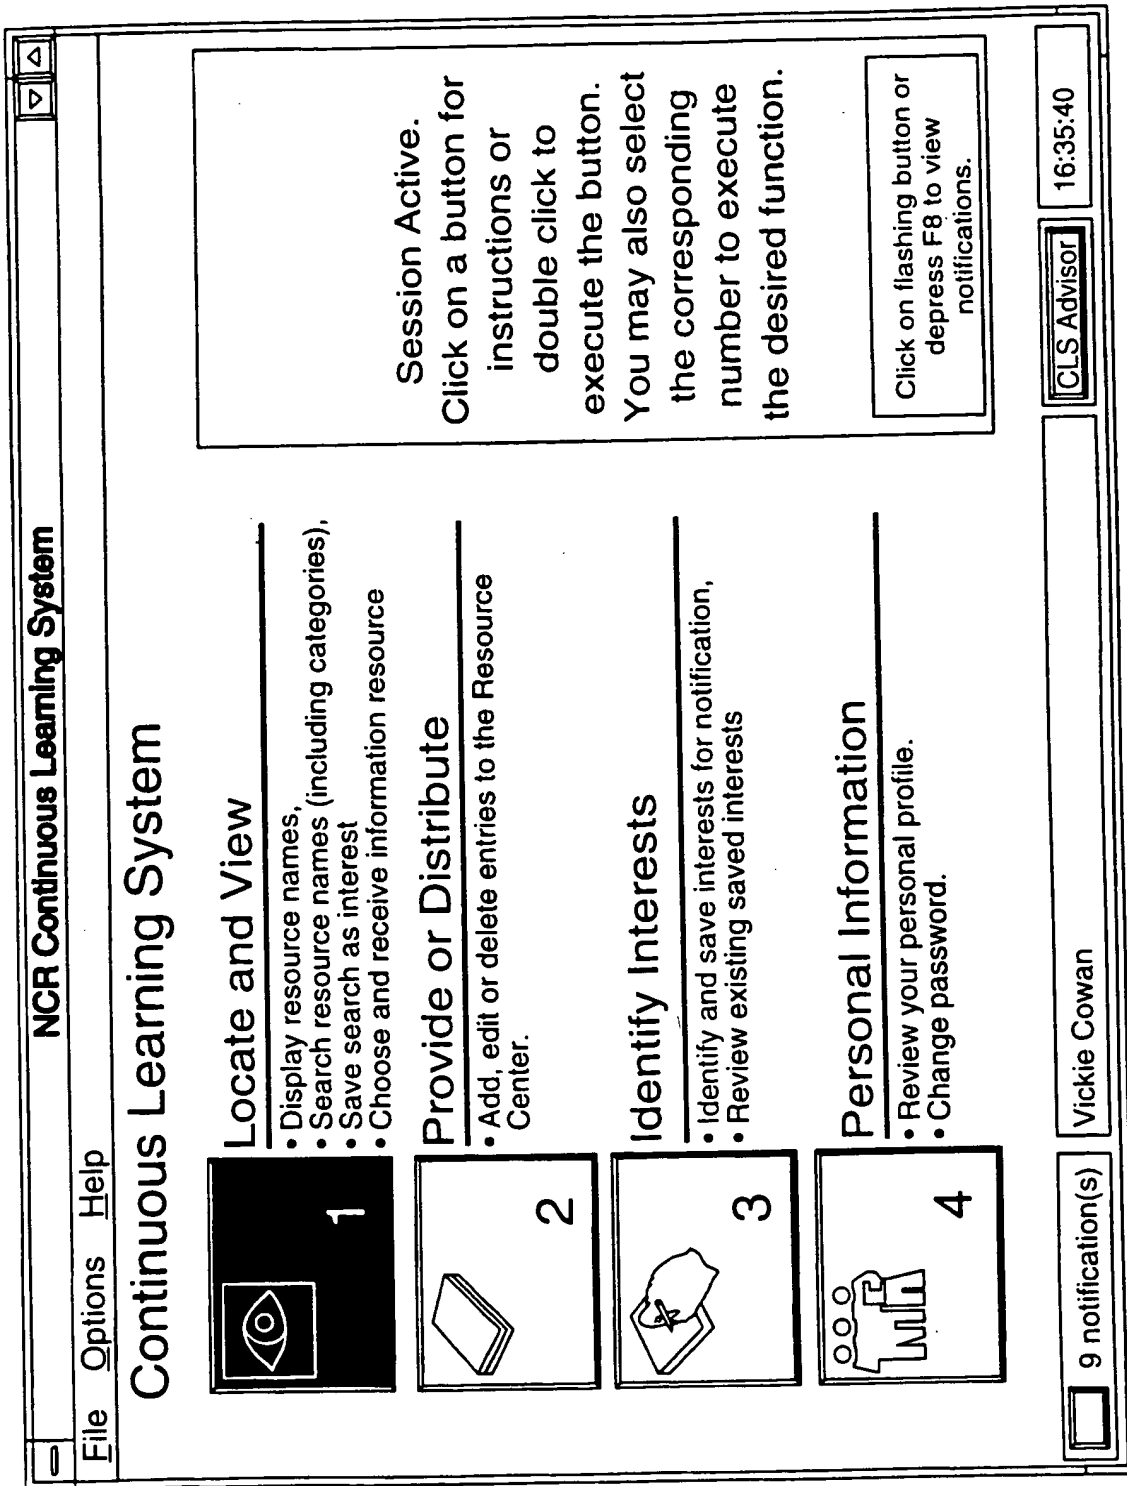 NCR Continuous Learning System
File Options Help
Continuous Learning System
1
Locate and View
• Display resource names,
• Search resource names (including categories),
• Save search as interest
• Choose and receive information resource
2
Provide or Distribute
• Add, edit or delete entries to the Resource
Center.
3
Identify Interests
• Identify and save interests for notification,
• Review existing saved interests
4
Personal Information
• Review your personal profile.
• Change password.
Session Active.
Click on a button for
instructions or
double click to
execute the button.
You may also select
the corresponding
number to execute
the desired function.
Click on flashing button or
depress F8 to view
notifications.
9 notification(s)
Vickie Cowan
CLS Advisor
16:35:40